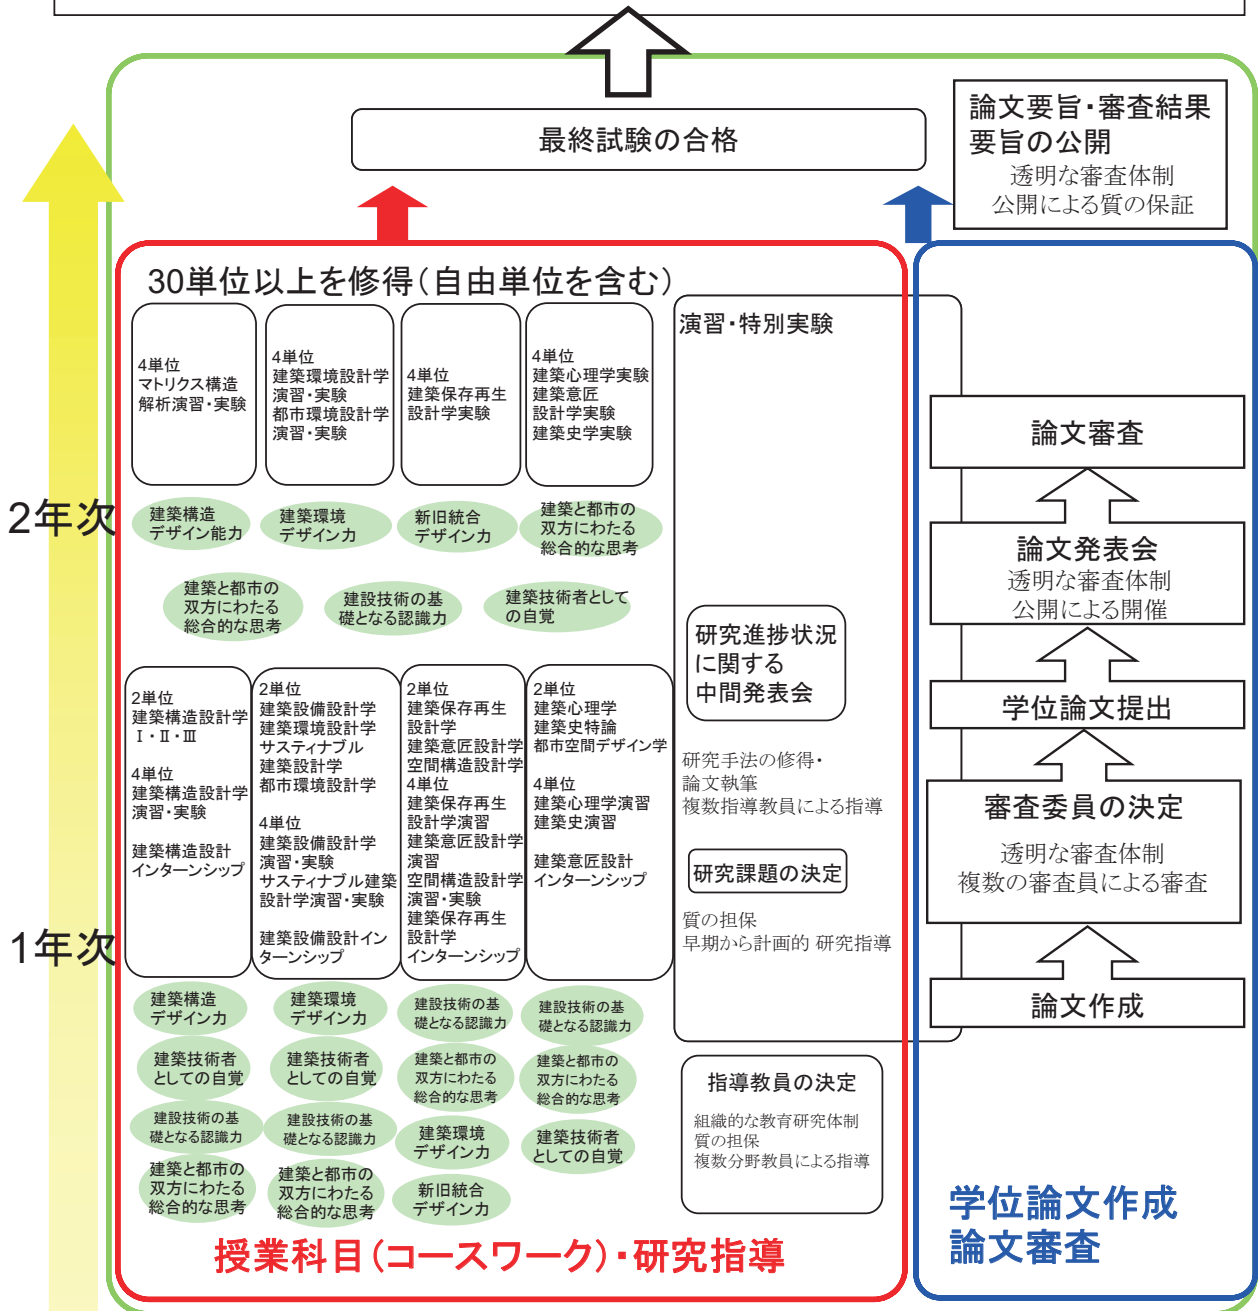 最終試験の合格
論文要旨・審査結果
要旨の公開
透明な審査体制
公開による質の保証
30単位以上を修得(自由単位を含む)
4単位
マトリクス構造
解析演習・実験
4単位
建築環境設計学
演習・実験
都市環境設計学
演習・実験
4単位
建築保存再生
設計学実験
4単位
建築心理学実験
建築意匠
設計学実験
建築史学実験
演習・特別実験
2年次
建築構造
デザイン能力
建築環境
デザイン力
新旧統合
デザイン力
建築と都市の
双方にわたる
総合的な思考
建築と都市の
双方にわたる
総合的な思考
建設技術の基
礎となる認識力
建築技術者として
の自覚
研究進捗状況
に関する
中間発表会
研究手法の修得・
論文執筆
複数指導教員による指導
研究課題の決定
質の担保
早期から計画的 研究指導
2単位
建築構造設計学
Ⅰ・Ⅱ・Ⅲ
4単位
建築構造設計学
演習・実験
建築構造設計
インターンシップ
2単位
建築設備設計学
建築環境設計学
サスティナブル
建築設計学
都市環境設計学
4単位
建築設備設計学
演習・実験
サスティナブル建築
設計学演習・実験
建築設備設計イン
ターンシップ
2単位
建築保存再生
設計学
建築意匠設計学
空間構造設計学
4単位
建築保存再生
設計学演習
建築意匠設計学
演習
空間構造設計学
演習・実験
建築保存再生
設計学
インターンシップ
2単位
建築心理学
建築史特論
都市空間デザイン学
4単位
建築心理学演習
建築史演習
建築意匠設計
インターンシップ
1年次
建築構造
デザイン力
建築環境
デザイン力
建設技術の基
礎となる認識力
建設技術の基
礎となる認識力
建築技術者
としての自覚
建築技術者
としての自覚
建築と都市の
双方にわたる
総合的な思考
建築と都市の
双方にわたる
総合的な思考
建設技術の基
礎となる認識力
建設技術の基
礎となる認識力
建築環境
デザイン力
建築技術者
としての自覚
建築と都市の
双方にわたる
総合的な思考
建築と都市の
双方にわたる
総合的な思考
新旧統合
デザイン力
指導教員の決定
組織的な教育研究体制
質の担保
複数分野教員による指導
授業科目(コースワーク)・研究指導
論文審査
論文発表会
透明な審査体制
公開による開催
学位論文提出
審査委員の決定
透明な審査体制
複数の審査員による審査
論文作成
学位論文作成
論文審査